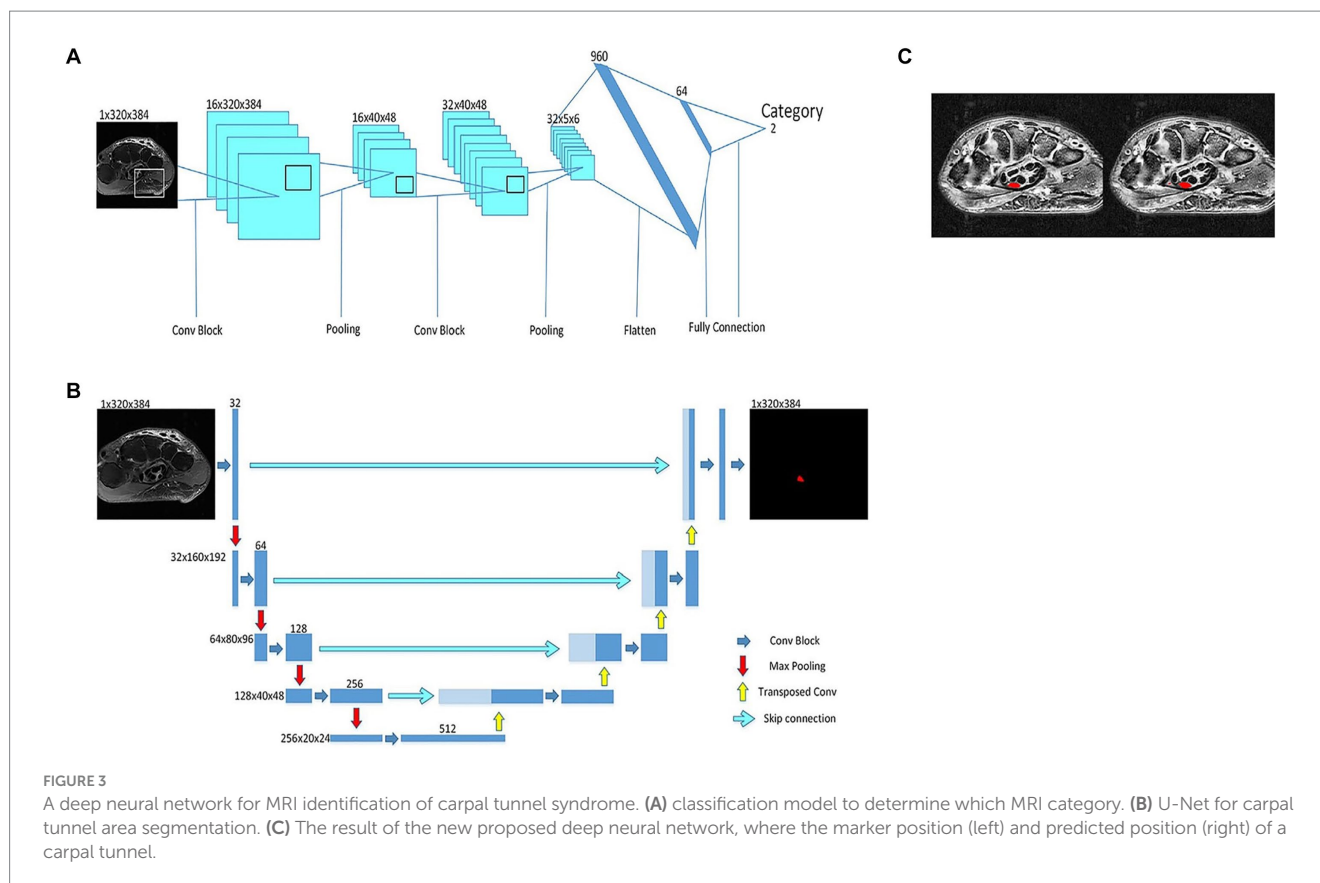 A
1x320x384
16x320x384
16x40x48
32x40x48
32x5x6
960
64
Category
2
Conv Block
Pooling
Conv Block
Pooling
Flatten
Fully Connection
C
B
1x320x384
32
1x320x384
32x160x192
64
64x80x96
128
128x40x48
256
256x20x24
512
Conv Block
Max Pooling
Transposed Conv
Skip connection
FIGURE 3
A deep neural network for MRI identification of carpal tunnel syndrome. (A) classification model to determine which MRI category. (B) U-Net for carpal
tunnel area segmentation. (C) The result of the new proposed deep neural network, where the marker position (left) and predicted position (right) of a
carpal tunnel.